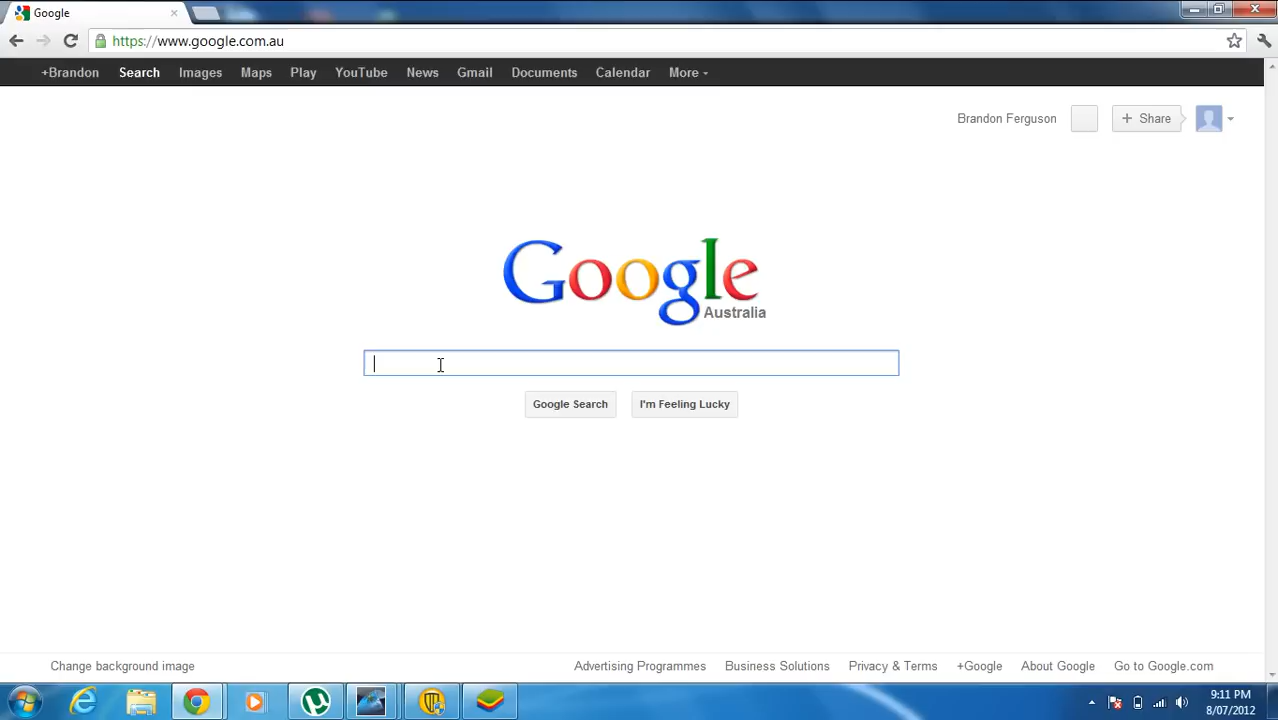 Google
https://www.google.com.au
+Brandon Search Images Maps Play YouTube News Gmail Documents Calendar More
Brandon Ferguson + Share
Google
Australia
Google Search I'm Feeling Lucky
Change background image Advertising Programmes Business Solutions Privacy & Terms +Google About Google Go to Google.com
9:11 PM
8/07/2012